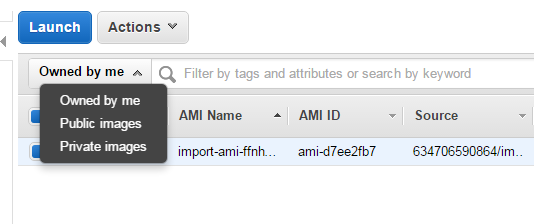 Launch Actions
Owned by me Filter by tags and attributes or search by keyword
Owned by me
Public images
Private images
AMI Name AMI ID Source
import-ami-ffnh... ami-d7ee2fb7 634706590864/im...